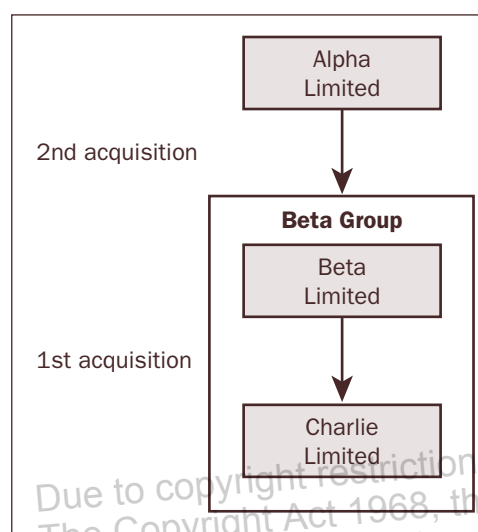 Alpha
Limited
2nd acquisition
Beta Group
Beta
Limited
1st acquisition
Charlie
Limited
Due to copyright restriction
The Copyright Act 1968, th